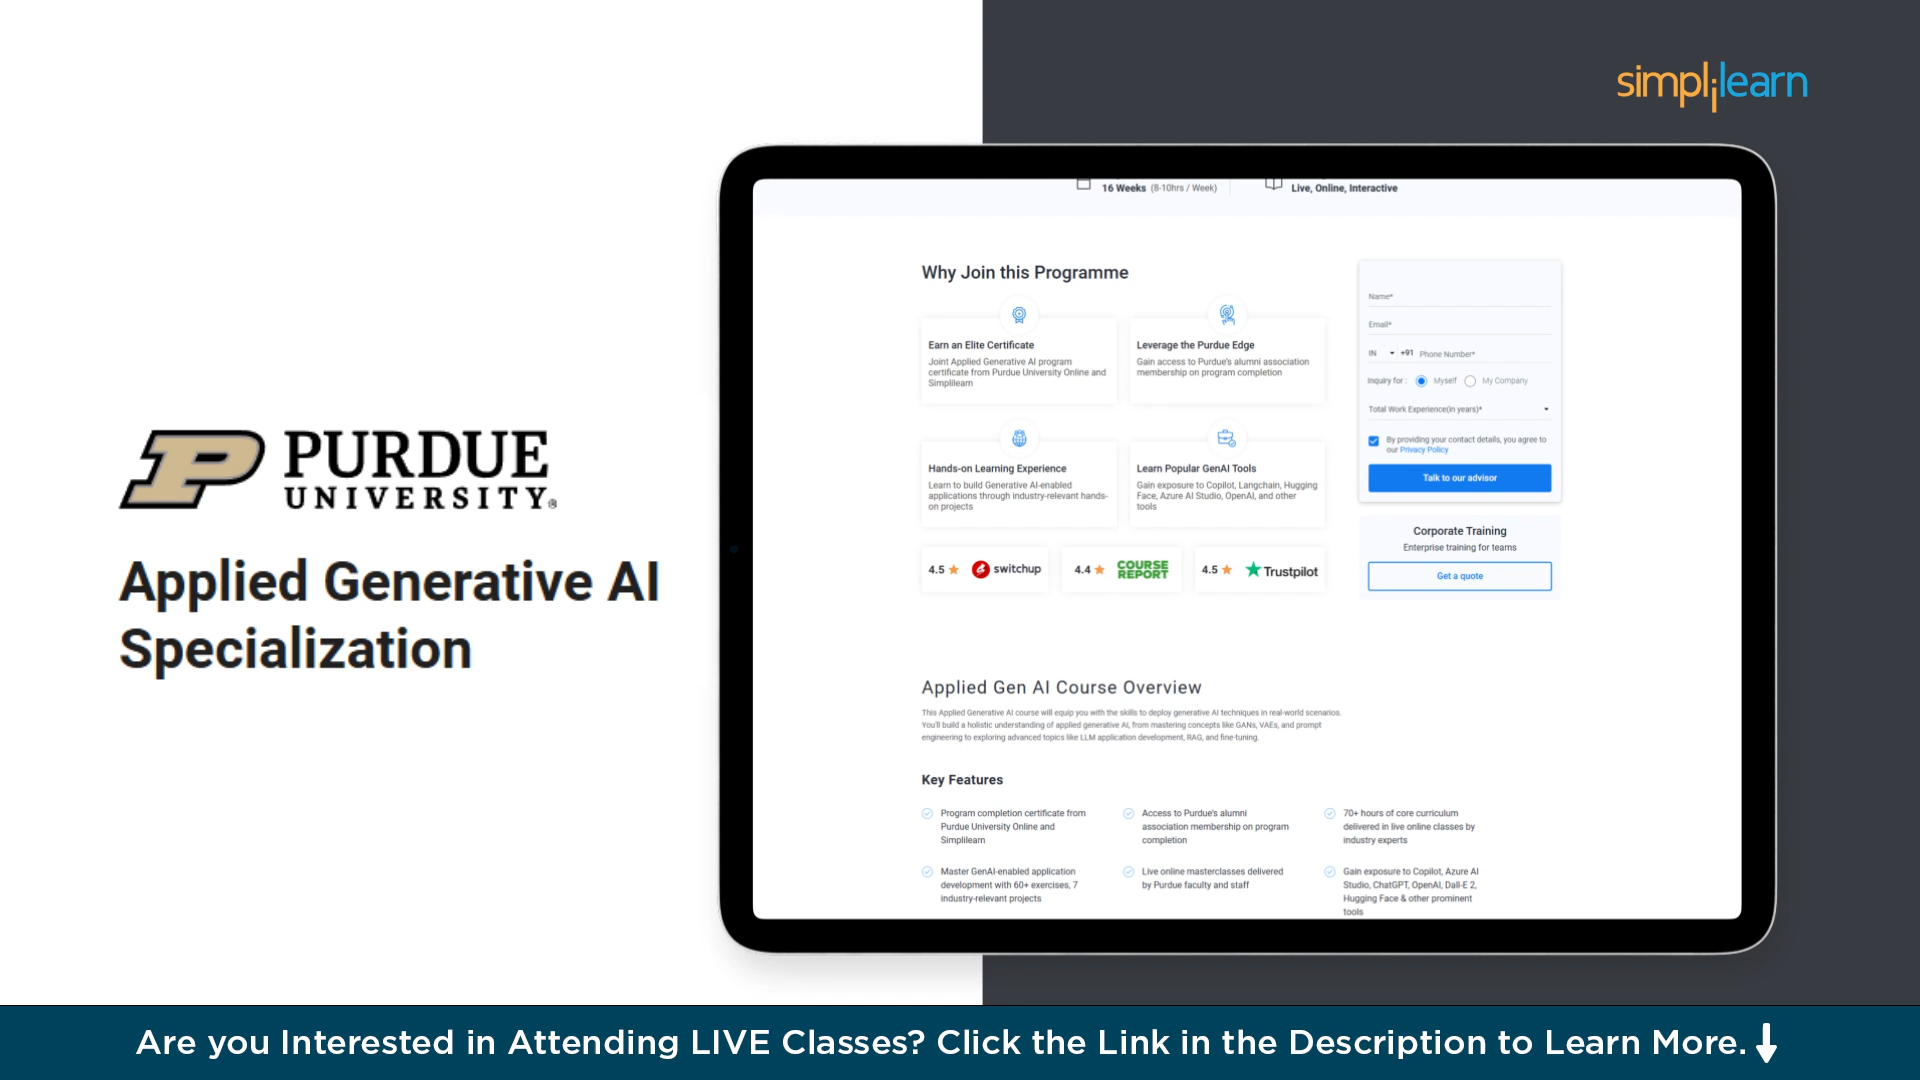 simplilearn
PURDUE
UNIVERSITY®
Applied Generative AI
Specialization
16 Weeks (8-10hrs / Week)
Live, Online, Interactive
Why Join this Programme
Earn an Elite Certificate
Joint Applied Generative AI program
certificate from Purdue University Online and
Simplilearn
Leverage the Purdue Edge
Gain access to Purdue's alumni association
membership on program completion
Hands-on Learning Experience
Learn to build Generative AI-enabled
applications through industry-relevant hands-
on projects
Learn Popular GenAI Tools
Gain exposure to Copilot, Langchain, Hugging
Face, Azure AI Studio, OpenAI, and other
tools
4.5 switchup
4.4 COURSE
REPORT
4.5 Trustpilot
Name*
Email*
IN +91 Phone Number*
Inquiry for : Myself My Company
Total Work Experience(in years)*
By providing your contact details, you agree to
our Privacy Policy
Talk to our advisor
Corporate Training
Enterprise training for teams
Get a quote
Applied Gen AI Course Overview
This Applied Generative AI course will equip you with the skills to deploy generative AI techniques in real-world scenarios.
You'll build a holistic understanding of applied generative AI, from mastering concepts like GANs, VAEs, and prompt
engineering to exploring advanced topics like LLM application development, RAG, and fine-tuning.
Key Features
Program completion certificate from
Purdue University Online and
Simplilearn
Access to Purdue's alumni
association membership on program
completion
70+ hours of core curriculum
delivered in live online classes by
industry experts
Master GenAI-enabled application
development with 60+ exercises, 7
industry-relevant projects
Live online masterclasses delivered
by Purdue faculty and staff
Gain exposure to Copilot, Azure AI
Studio, ChatGPT, OpenAI, Dall-E 2,
Hugging Face & other prominent
tools
Are you Interested in Attending LIVE Classes? Click the Link in the Description to Learn More.